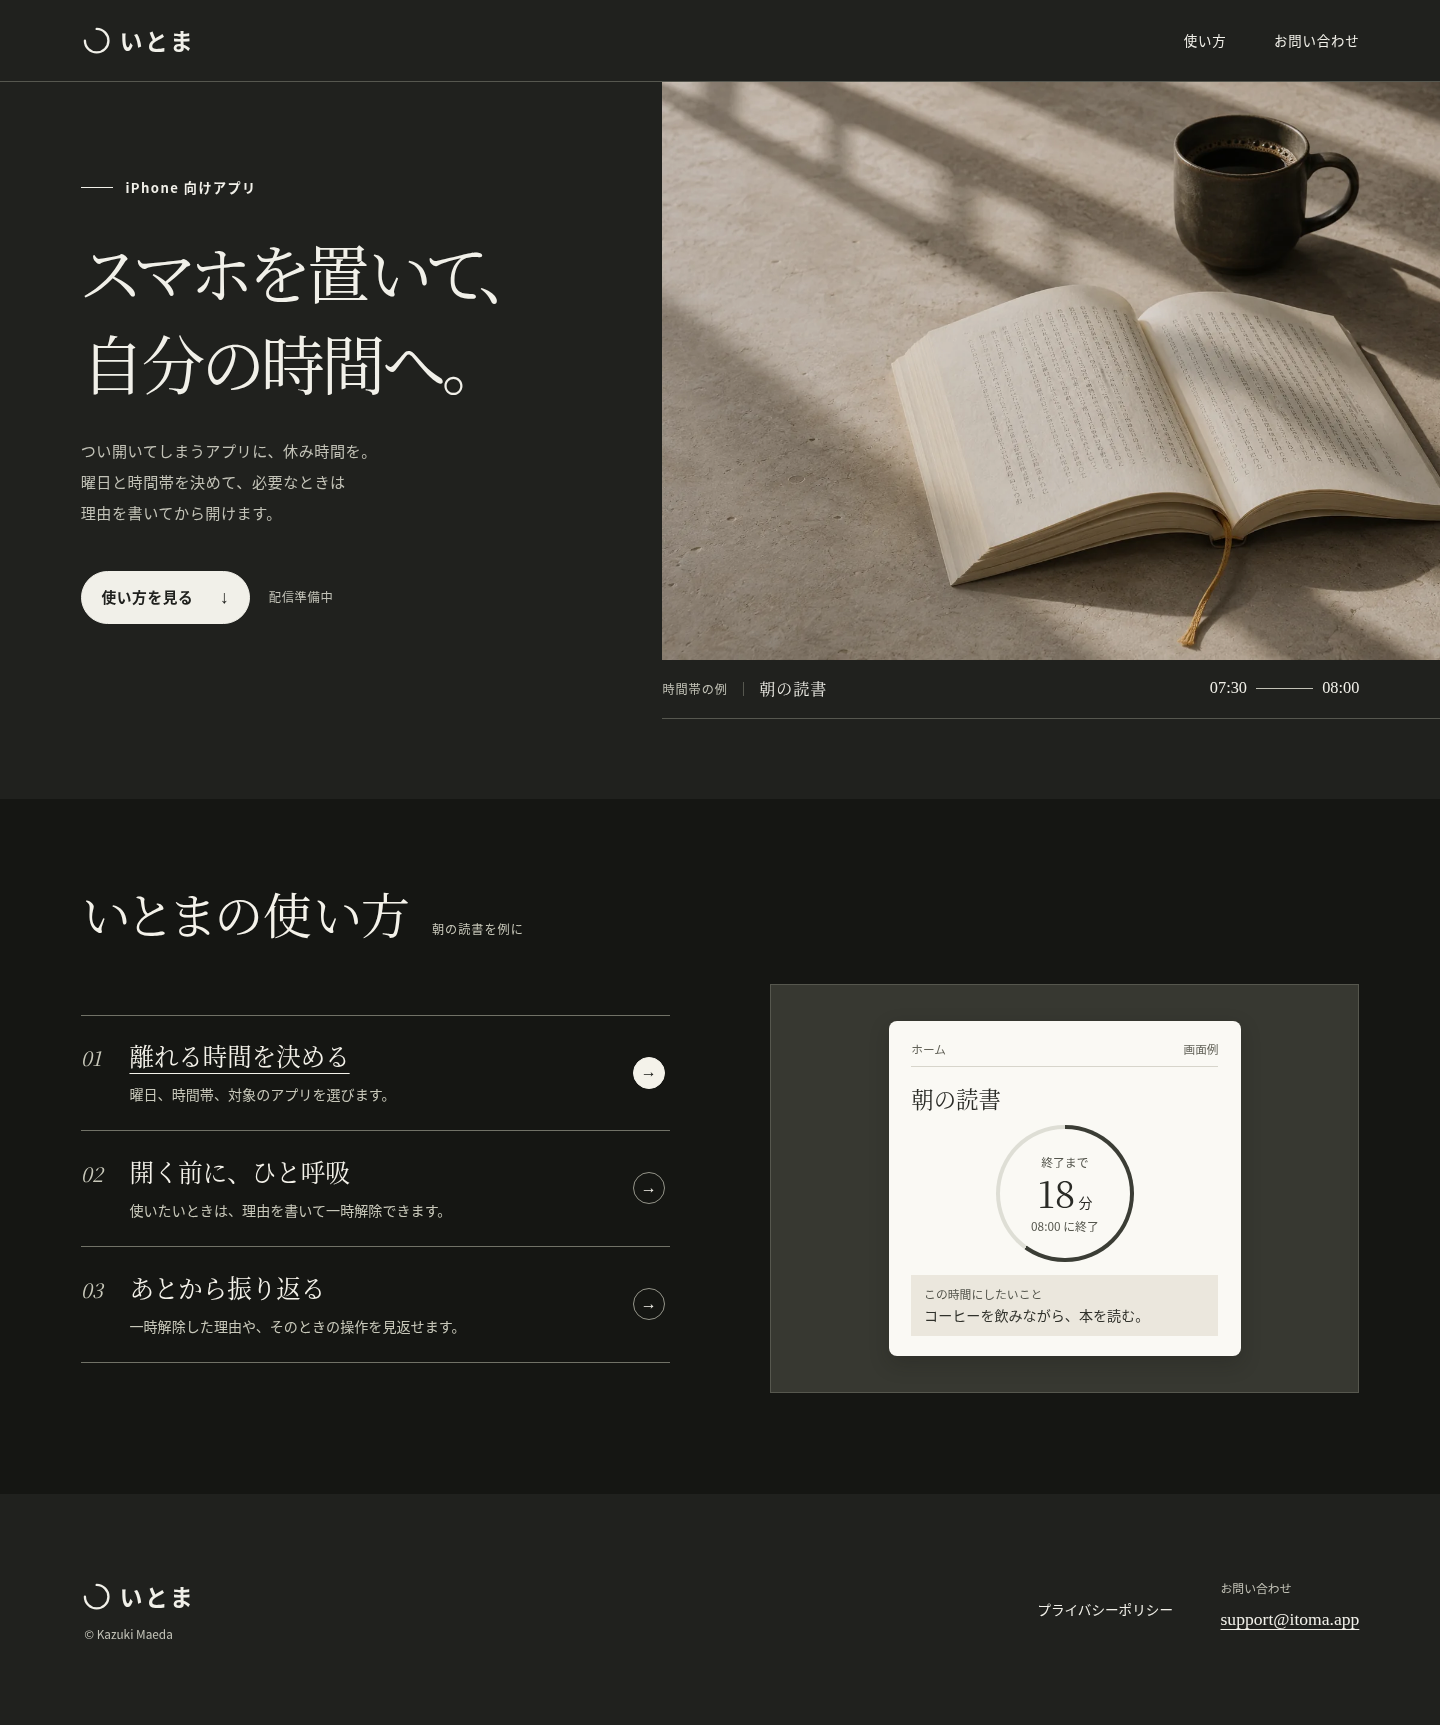 いとま
使い方
お問い合わせ
iPhone 向けアプリ
スマホを置いて、
自分の時間へ。
つい開いてしまうアプリに、休み時間を。
曜日と時間帯を決めて、必要なときは
理由を書いてから開けます。
使い方を見る ↓
配信準備中
時間帯の例
朝の読書
07:30
08:00
いとまの使い方
朝の読書を例に
01
離れる時間を決める
→
曜日、時間帯、対象のアプリを選びます。
02
開く前に、ひと呼吸
→
使いたいときは、理由を書いて一時解除できます。
03
あとから振り返る
→
一時解除した理由や、そのときの操作を見返せます。
ホーム
画面例
朝の読書
終了まで
18 分
08:00 に終了
この時間にしたいこと
コーヒーを飲みながら、本を読む。
いとま
© Kazuki Maeda
プライバシーポリシー
お問い合わせ
support@itoma.app